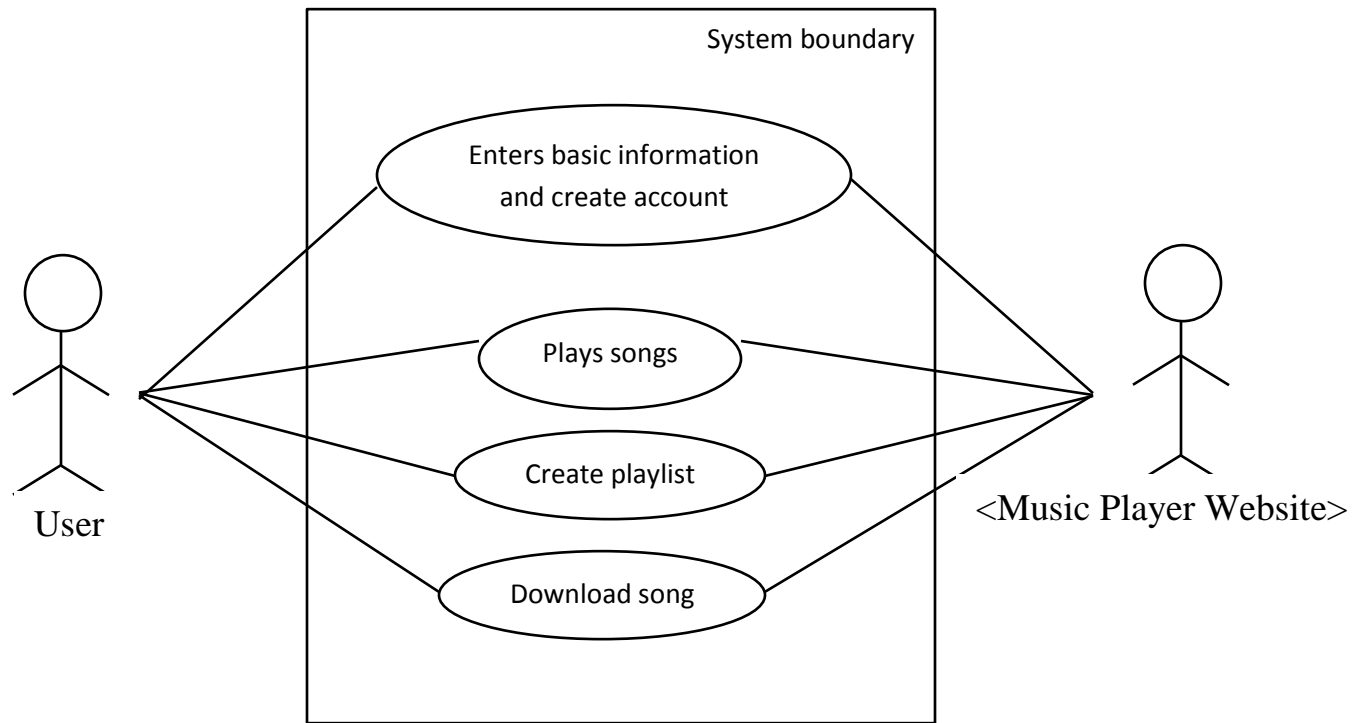 System boundary
Enters basic information
and create account
Plays songs
Create playlist
User
<Music Player Website>
Download song